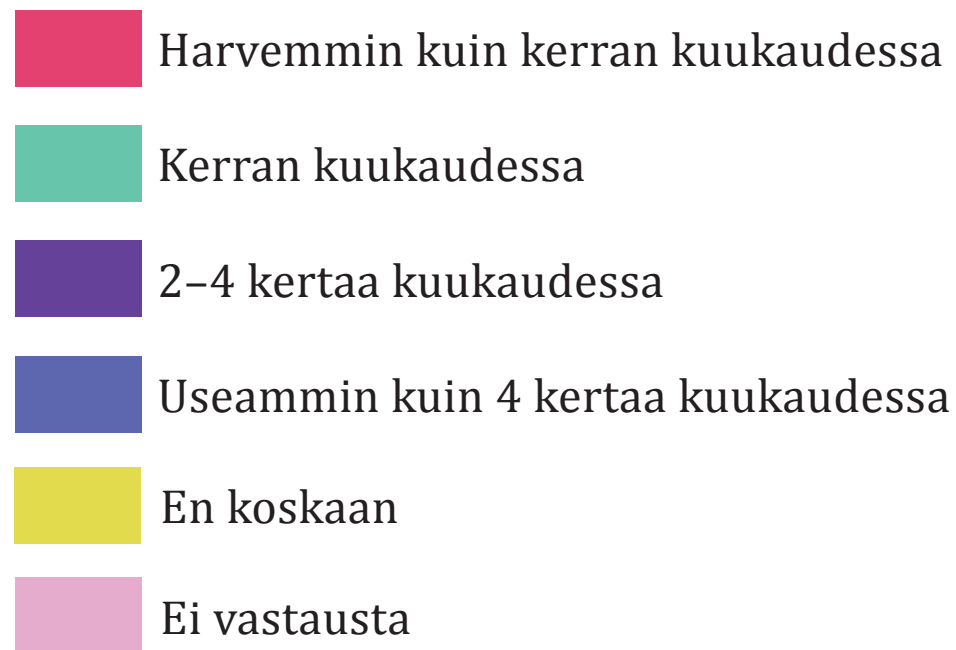 Harvemmin kuin kerran kuukaudessa
Kerran kuukaudessa
2–4 kertaa kuukaudessa
Useammin kuin 4 kertaa kuukaudessa
En koskaan
Ei vastausta